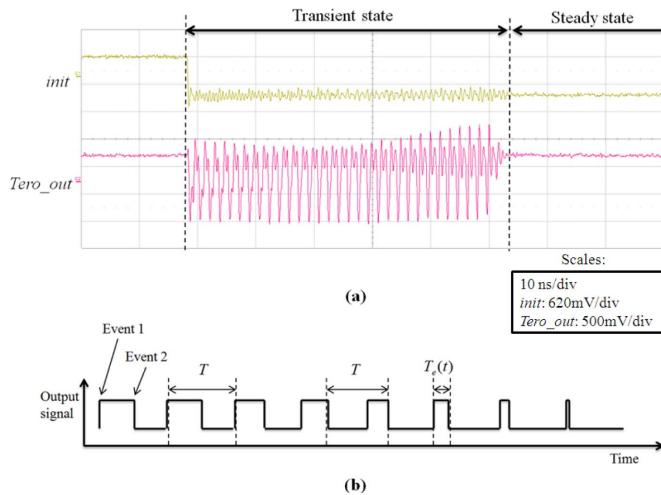 Transient state
Steady state
init
Tero_out
Scales:
10 ns/div
init: 620mV/div
Tero_out: 500mV/div
(a)
Event 1
Event 2
T
T
Te(t)
Output
signal
Time
(b)